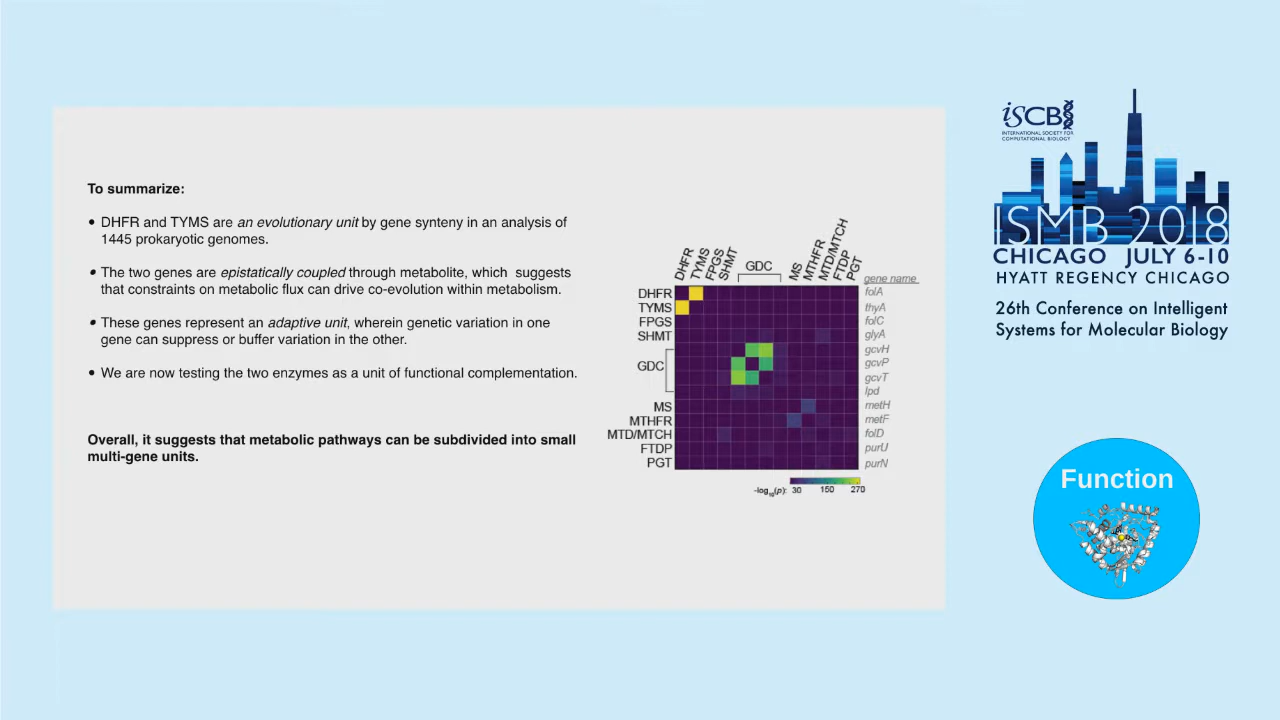 To summarize:
• DHFR and TYMS are an evolutionary unit by gene synteny in an analysis of
1445 prokaryotic genomes.
• The two genes are epistatically coupled through metabolite, which suggests
that constraints on metabolic flux can drive co-evolution within metabolism.
• These genes represent an adaptive unit, wherein genetic variation in one
gene can suppress or buffer variation in the other.
• We are now testing the two enzymes as a unit of functional complementation.
Overall, it suggests that metabolic pathways can be subdivided into small
multi-gene units.
DHFR TYMS FPGS SHMT GDC MS MTHFR MTD/MTCH FTDP PGT
gene name
DHFR folA
TYMS thyA
FPGS folC
SHMT glyA
gcvH
GDC gcvP
gcvT
lpd
MS metH
MTHFR metF
MTD/MTCH folD
FTDP purU
PGT purN
-log10(p): 30 150 270
iSCB
INTERNATIONAL SOCIETY FOR
COMPUTATIONAL BIOLOGY
ISMB 2018
CHICAGO JULY 6-10
HYATT REGENCY CHICAGO
26th Conference on Intelligent
Systems for Molecular Biology
Function